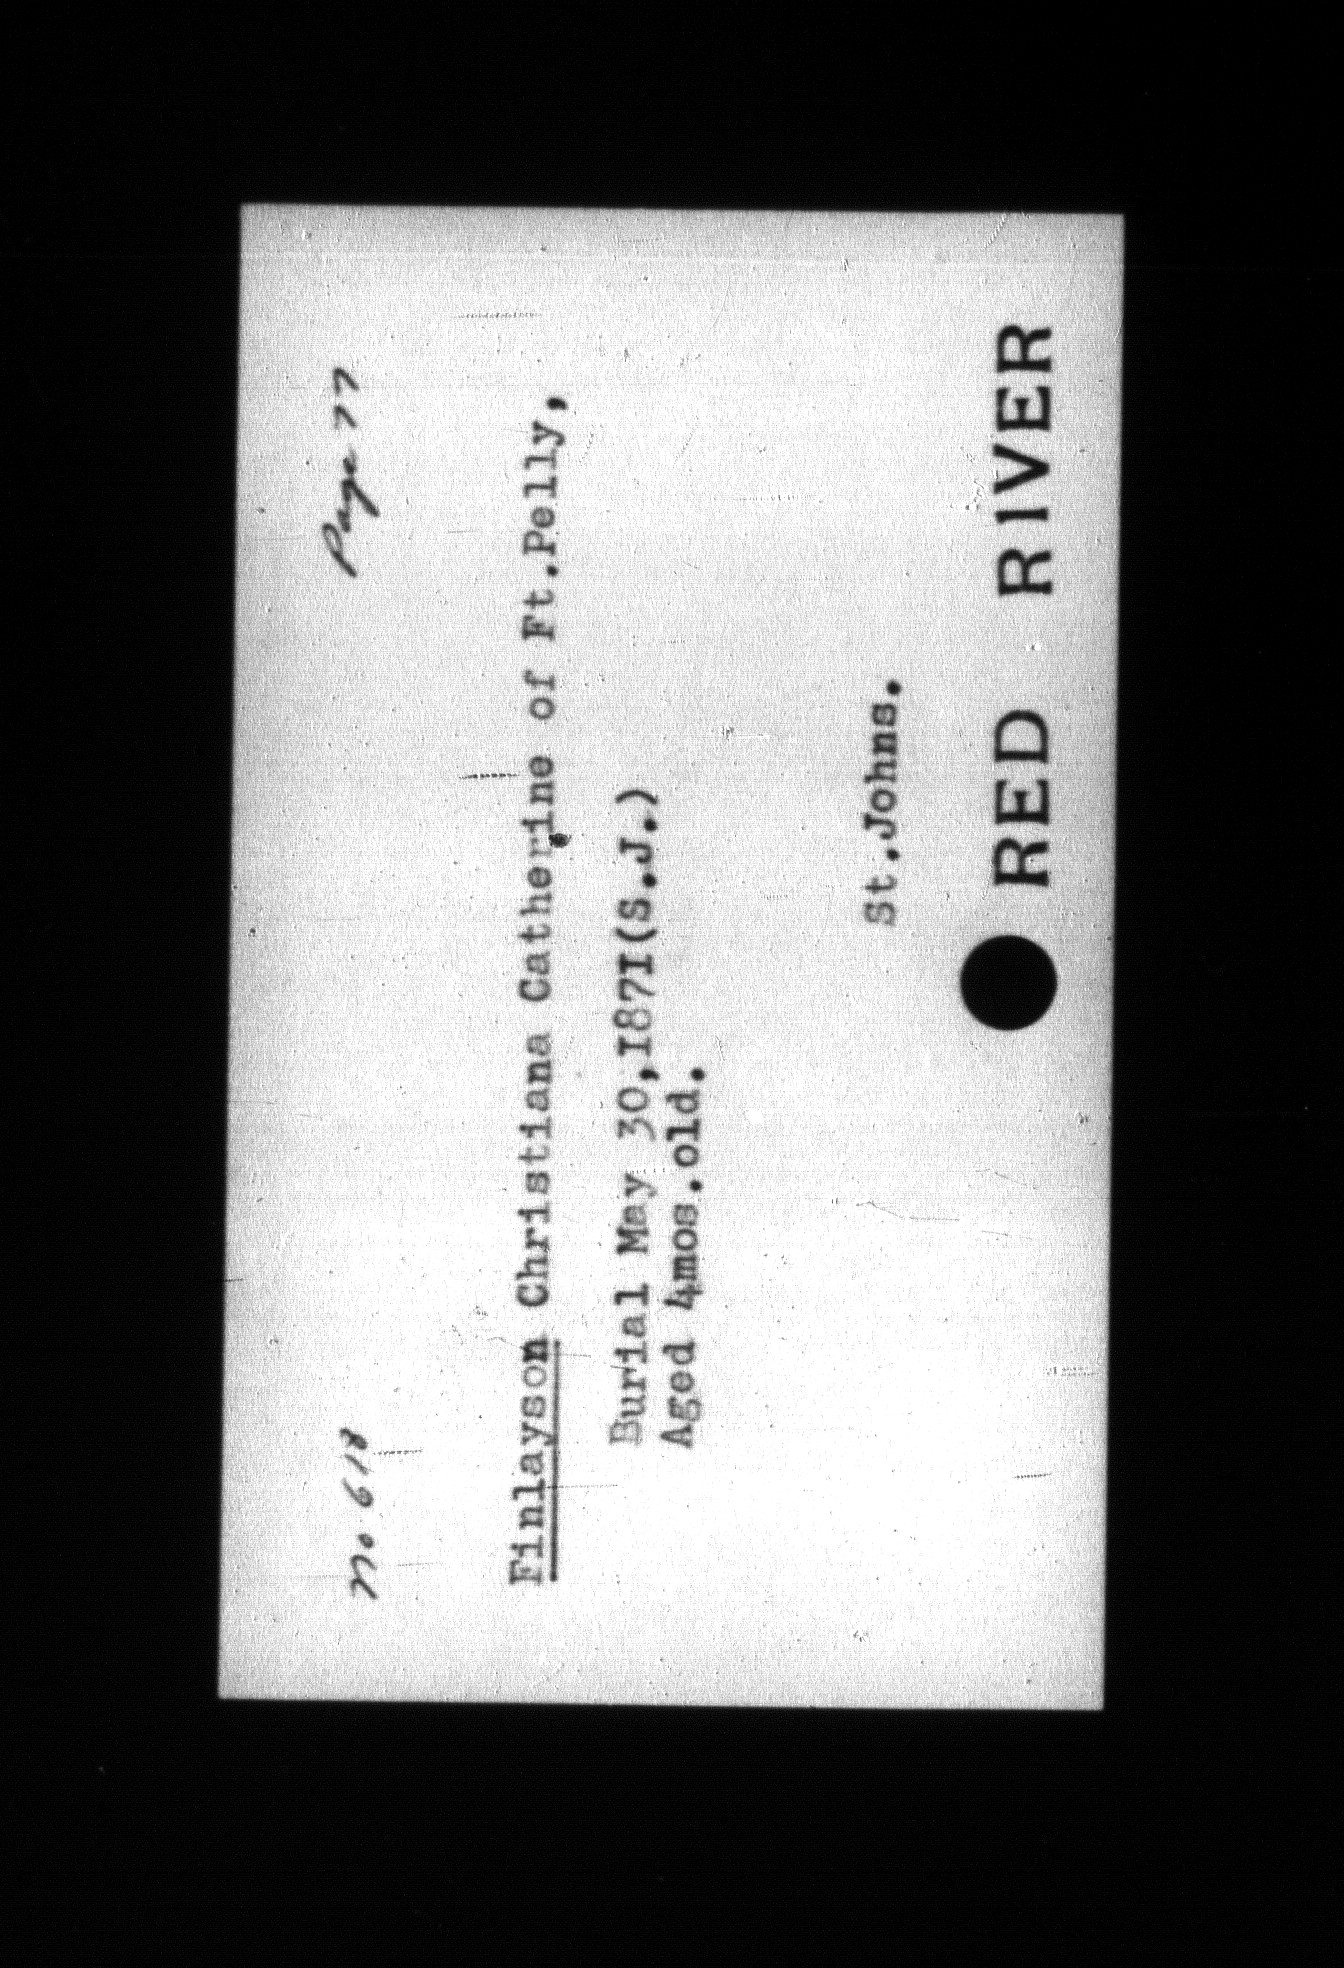 No 618 Page 77
Finlayson Christiana Catherine of Ft.Pelly,
Burial May 30,I87I(S.J.)
Aged 4mos.old.
St.Johns.
RED RIVER